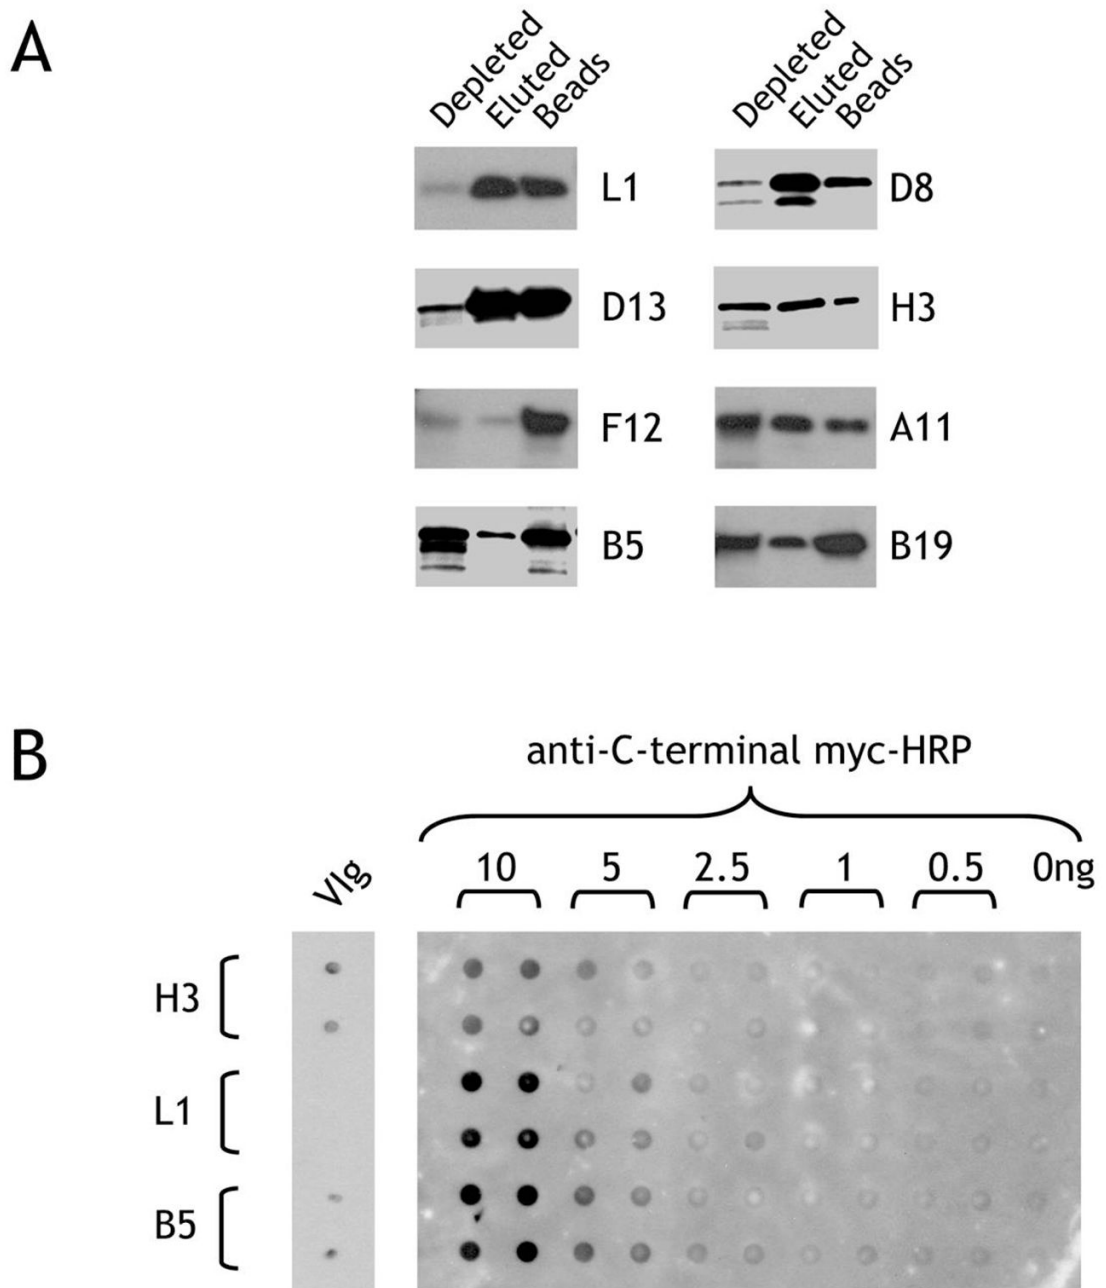 A
Depleted Eluted Beads Depleted Eluted Beads
L1 D8
D13 H3
F12 A11
B5 B19
B
anti-C-terminal myc-HRP
VIg 10 5 2.5 1 0.5 0ng
H3
L1
B5